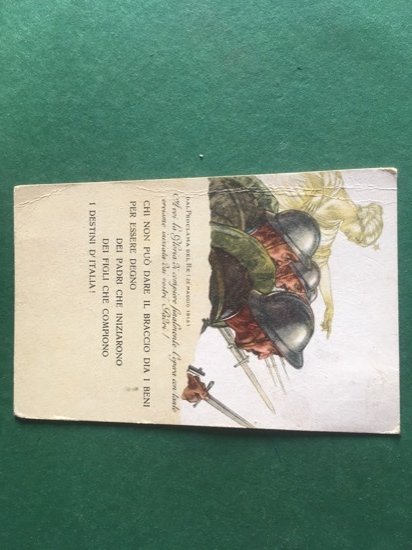 DAL PROCLAMA DEL RE (26 MAGGIO 1915)
A voi la Gloria di compiere finalmente l'opera con tanto
eroismo iniziata dai vostri Padri!
CHI NON PUÒ DARE IL BRACCIO DIA I BENI
PER ESSERE DEGNO
DEI PADRI CHE INIZIARONO
DEI FIGLI CHE COMPIONO
I DESTINI D'ITALIA!